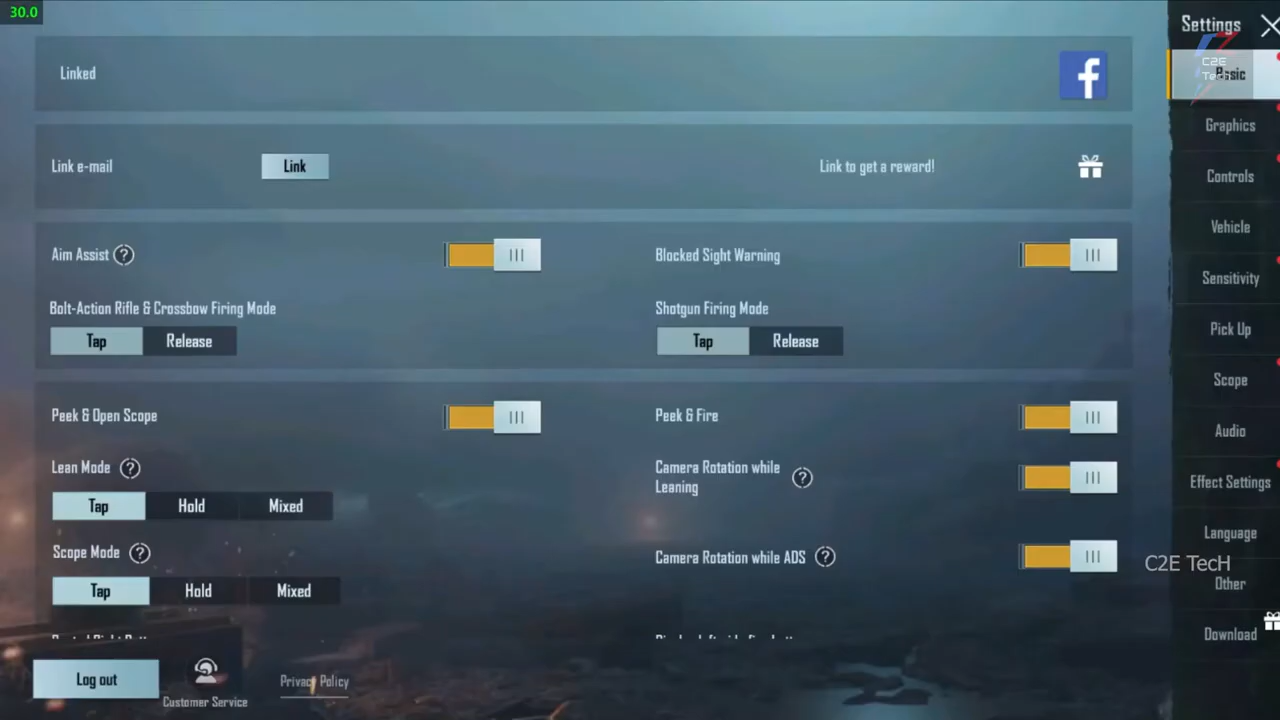 30.0
Settings
Linked
f
C2E
Tech
Basic
Graphics
Link e-mail
Link
Link to get a reward!
Controls
Vehicle
Aim Assist ?
Blocked Sight Warning
Sensitivity
Bolt-Action Rifle & Crossbow Firing Mode
Shotgun Firing Mode
Tap Release
Tap Release
Pick Up
Scope
Peek & Open Scope
Peek & Fire
Audio
Lean Mode ?
Camera Rotation while
Leaning ?
Effect Settings
Tap Hold Mixed
Language
Scope Mode ?
Camera Rotation while ADS ?
C2E TecH
Other
Tap Hold Mixed
Download
Log out
Customer Service
Privacy Policy